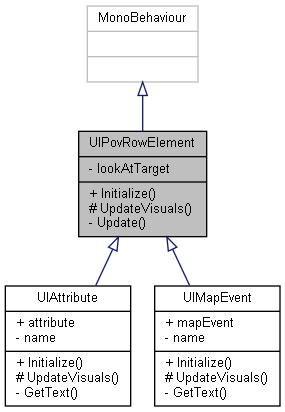 MonoBehaviour
UIPovRowElement
- lookAtTarget
+ Initialize()
# UpdateVisuals()
- Update()
UIAttribute
+ attribute
- name
+ Initialize()
# UpdateVisuals()
- GetText()
UIMapEvent
+ mapEvent
- name
+ Initialize()
# UpdateVisuals()
- GetText()